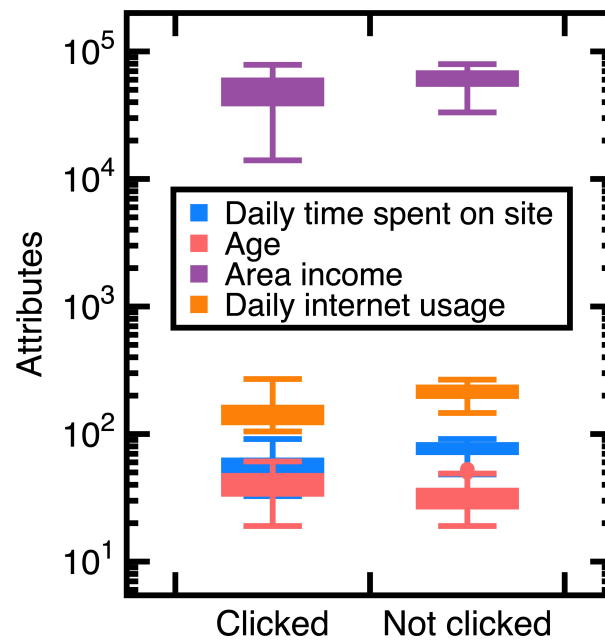 10^5
10^4
10^3
10^2
10^1
Attributes
Daily time spent on site
Age
Area income
Daily internet usage
Clicked
Not clicked